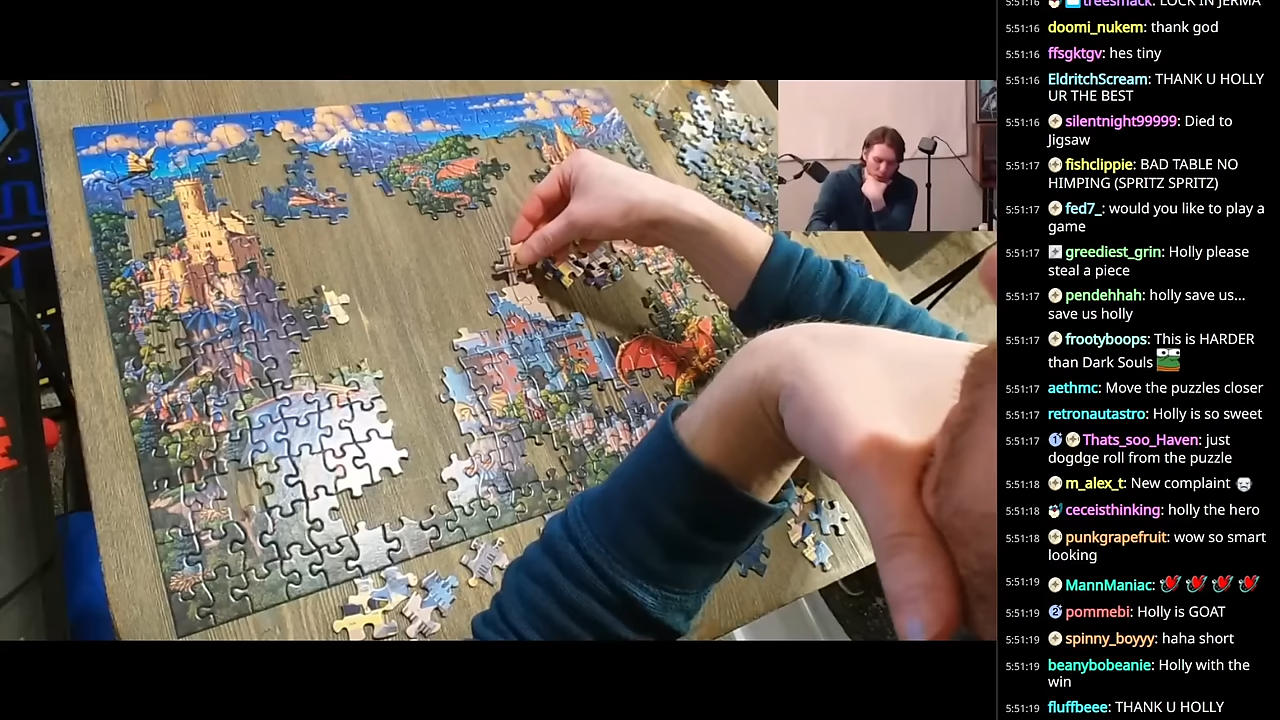 5:51:16 treesmack: LOCK IN JERMA
5:51:16 doomi_nukem: thank god
5:51:16 ffsgktgv: hes tiny
5:51:16 EldritchScream: THANK U HOLLY
UR THE BEST
5:51:16 silentnight99999: Died to
Jigsaw
5:51:17 fishclippie: BAD TABLE NO
HIMPING (SPRITZ SPRITZ)
5:51:17 fed7_: would you like to play a
game
5:51:17 greediest_grin: Holly please
steal a piece
5:51:17 pendehhah: holly save us...
save us holly
5:51:17 frootyboops: This is HARDER
than Dark Souls
5:51:17 aethmc: Move the puzzles closer
5:51:17 retronautastro: Holly is so sweet
5:51:17 Thats_soo_Haven: just
dogdge roll from the puzzle
5:51:18 m_alex_t: New complaint
5:51:18 ceceisthinking: holly the hero
5:51:18 punkgrapefruit: wow so smart
looking
5:51:19 MannManiac:
5:51:19 pommebi: Holly is GOAT
5:51:19 spinny_boyyy: haha short
5:51:19 beanybobeanie: Holly with the
win
5:51:19 fluffbeee: THANK U HOLLY